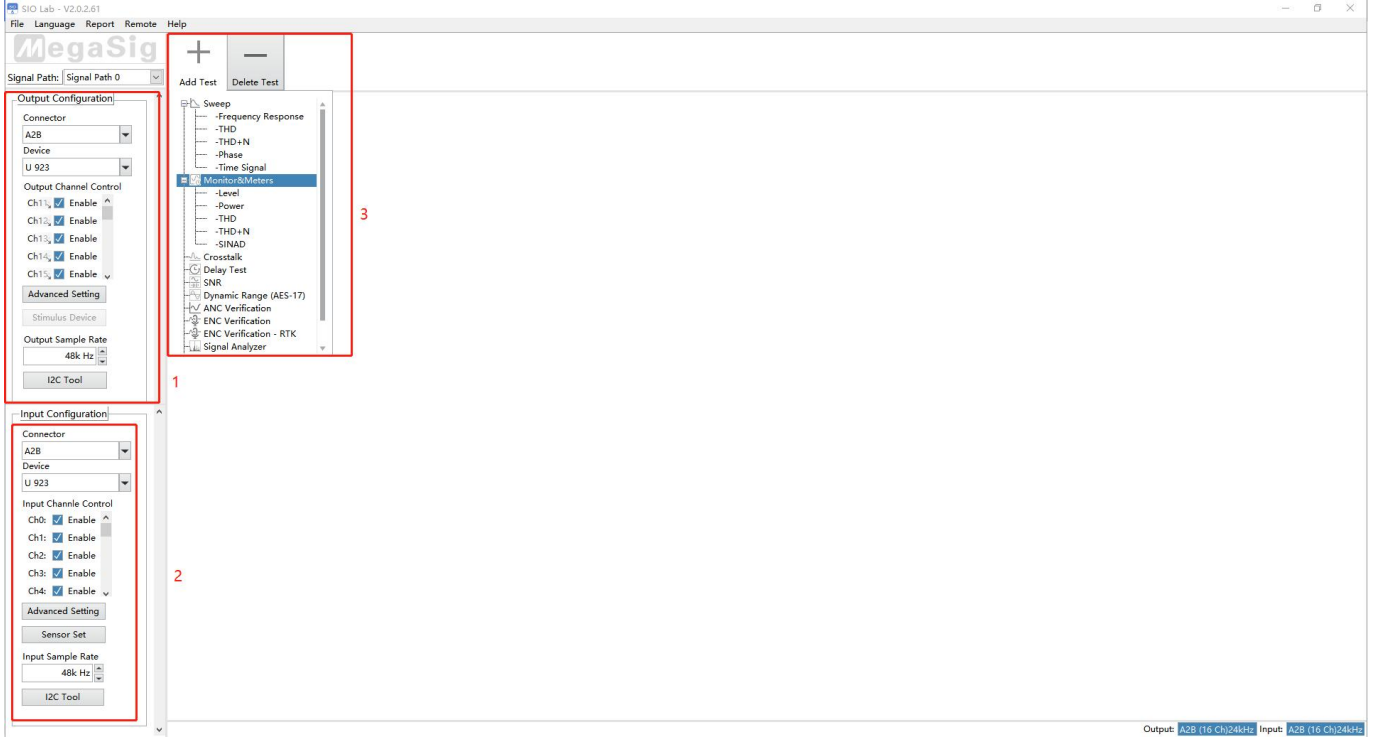 SIO Lab - V2.0.2.61
File Language Report Remote Help
MegaSig
Signal Path: Signal Path 0
Add Test Delete Test
Output Configuration
Connector
A2B
Device
U 923
Output Channel Control
Ch11, Enable
Ch12, Enable
Ch13, Enable
Ch14, Enable
Ch15, Enable
Advanced Setting
Stimulus Device
Output Sample Rate
48k Hz
I2C Tool
1
Input Configuration
Connector
A2B
Device
U 923
Input Channle Control
Ch0: Enable
Ch1: Enable
Ch2: Enable
Ch3: Enable
Ch4: Enable
Advanced Setting
Sensor Set
Input Sample Rate
48k Hz
I2C Tool
2
Sweep
-Frequency Response
-THD
-THD+N
-Phase
-Time Signal
Monitor&Meters
-Level
-Power
-THD
-THD+N
-SINAD
Crosstalk
Delay Test
SNR
Dynamic Range (AES-17)
ANC Verification
ENC Verification
ENC Verification - RTK
Signal Analyzer
3
Output: A2B (16 Ch)24kHz Input: A2B (16 Ch)24kHz